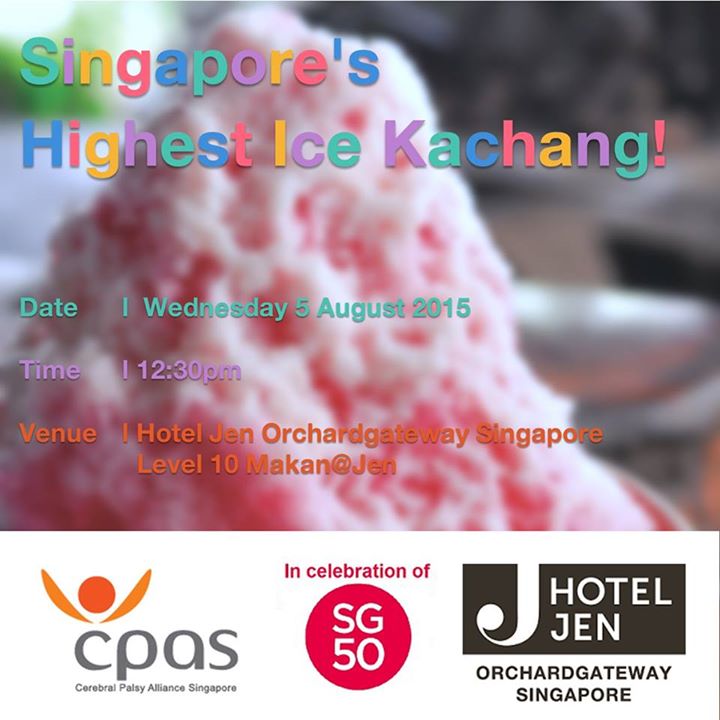 Singapore's
Highest Ice Kachang!
Date | Wednesday 5 August 2015
Time | 12:30pm
Venue | Hotel Jen Orchardgateway Singapore
Level 10 Makan@Jen
cpas
Cerebral Palsy Alliance Singapore
In celebration of
SG
50
J HOTEL
JEN
ORCHARDGATEWAY
SINGAPORE